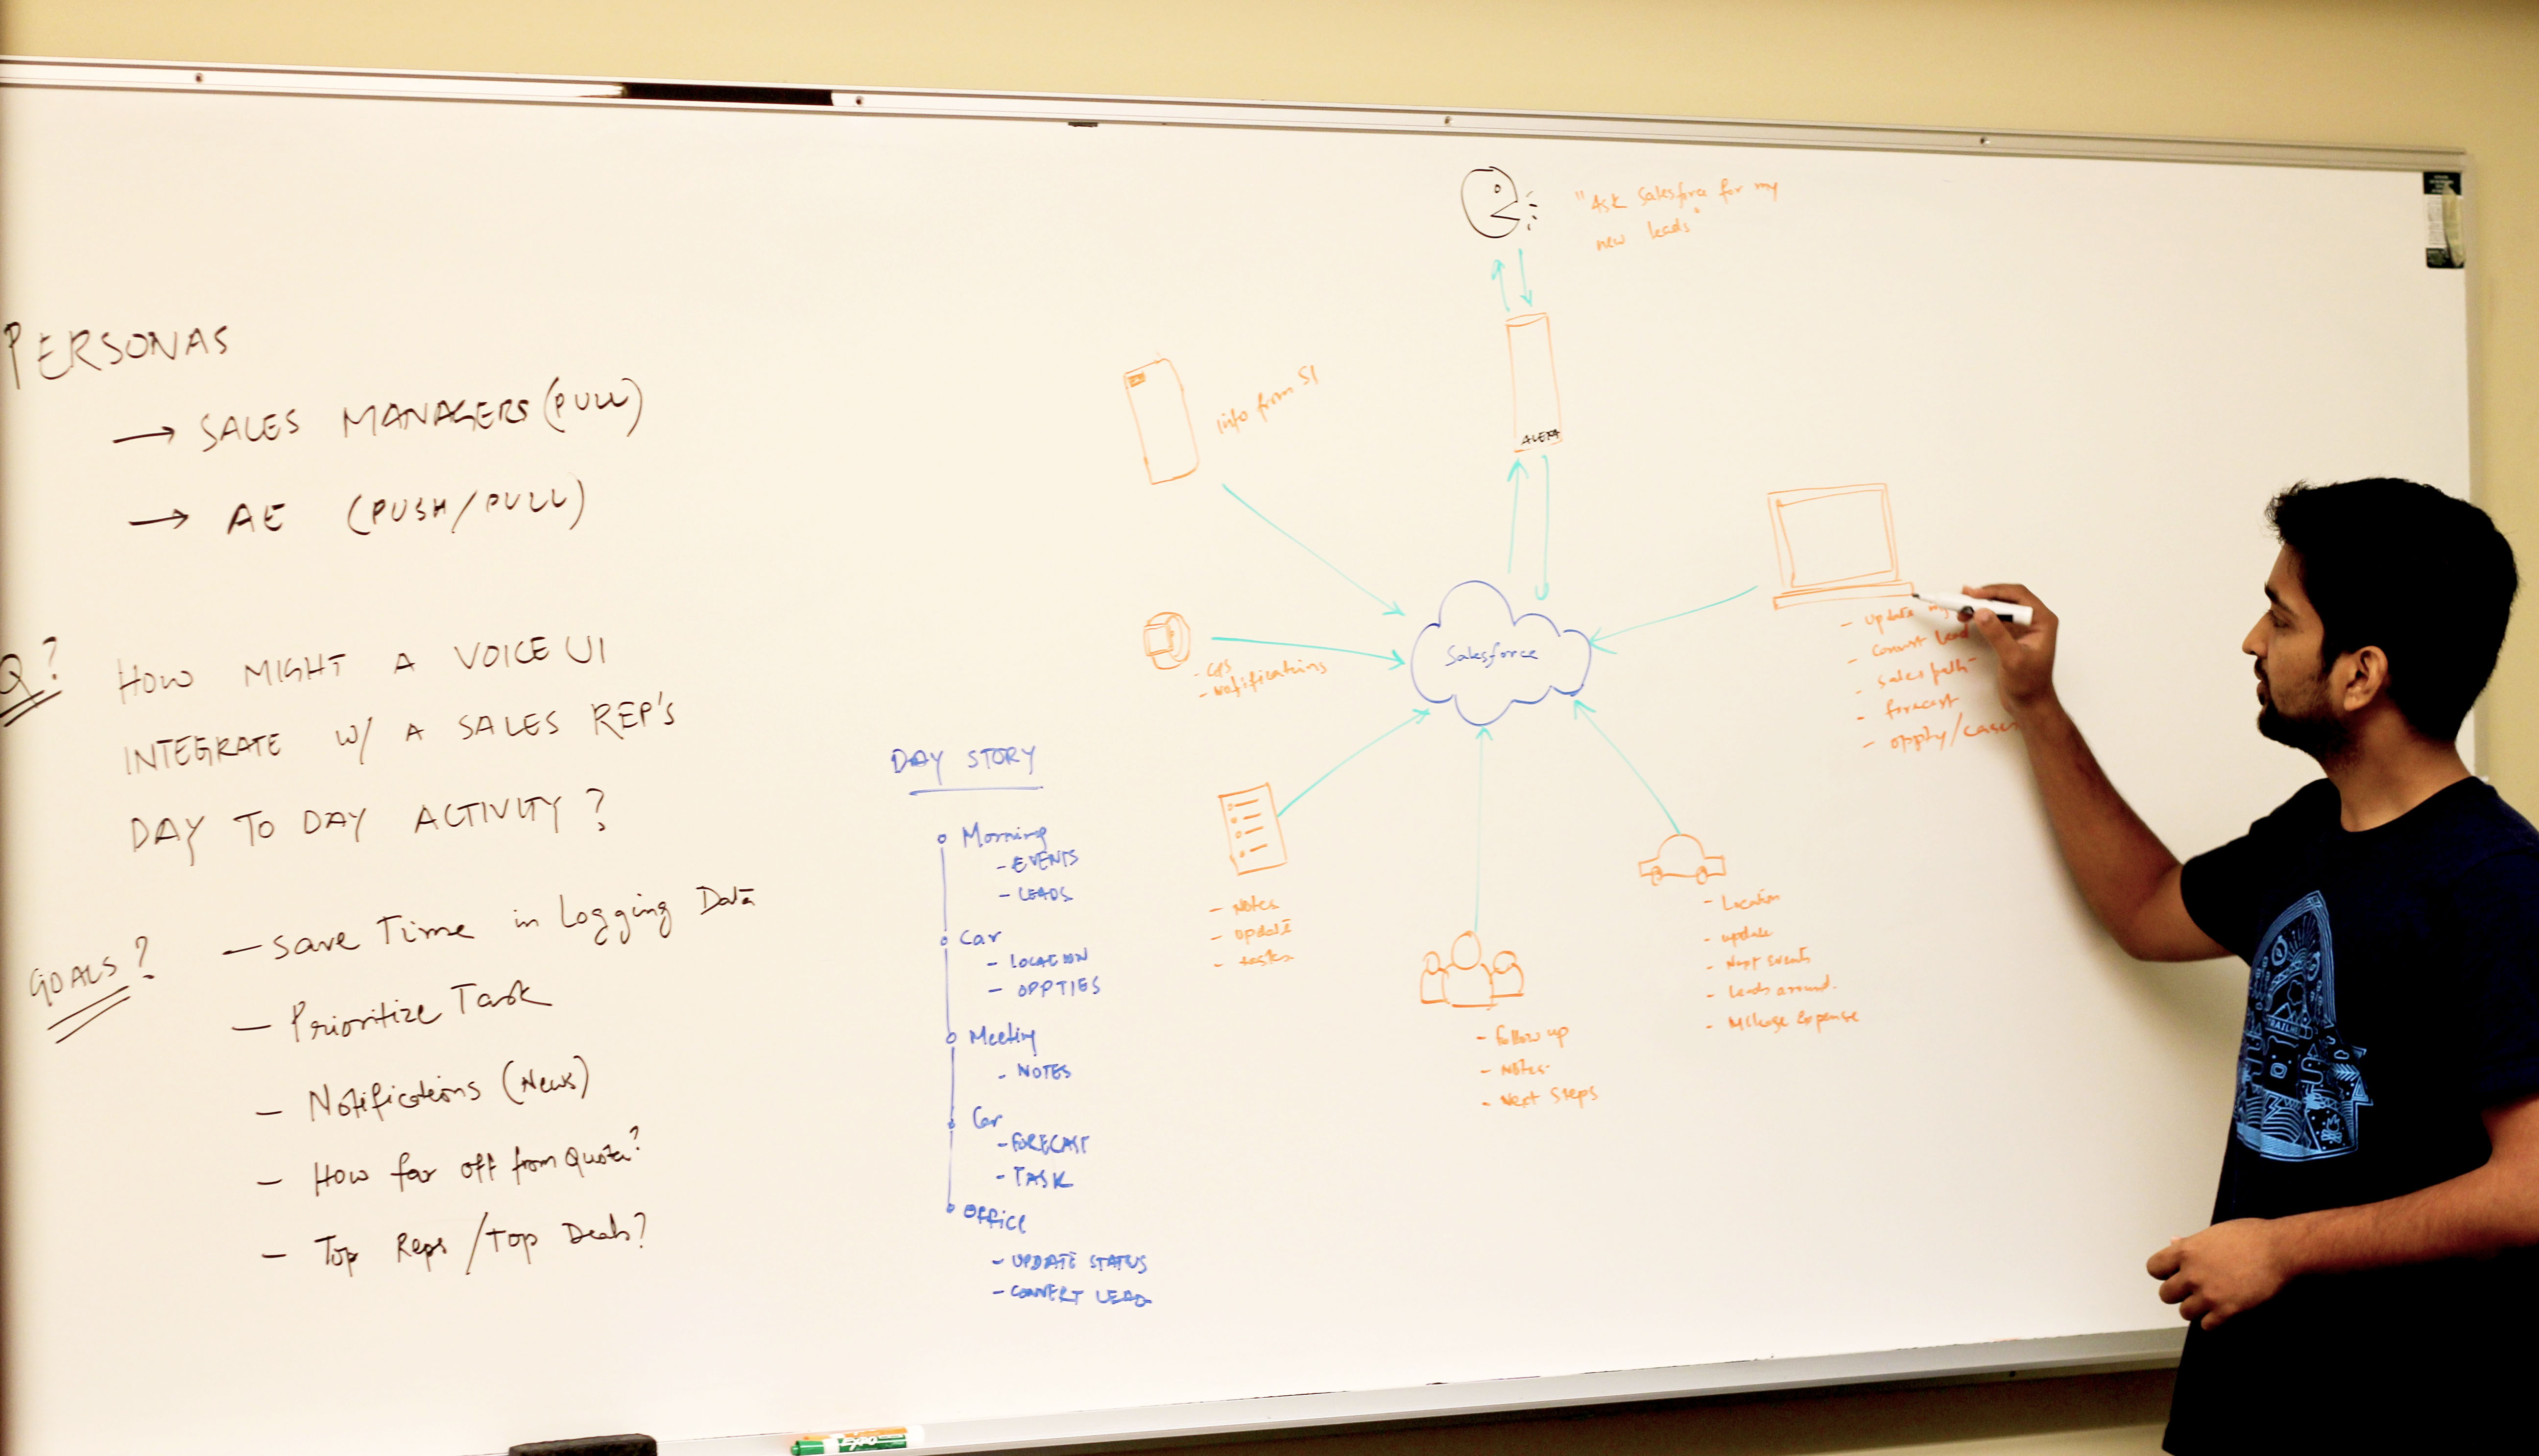 PERSONAS
→ SALES MANAGERS (PULL)
→ AE (PUSH/PULL)
Q? HOW MIGHT A VOICE UI
INTEGRATE W/ A SALES REP'S
DAY TO DAY ACTIVITY?
GOALS? - Save Time in Logging Data
- Prioritize Task
- Notifications (News)
- How far off from Quota?
- Top Reps / Top Deals?
DAY STORY
Morning
- EVENTS
- LEADS
Car
- LOCATION
- OPPTIES
Meeting
- NOTES
Car
- FORECAST
- TASK
Office
- UPDATE STATUS
- CONVERT LEAD
"Ask Salesforce for my
new leads"
ALEXA
Info from SI
Salesforce
- GPS
- Notifications
- Notes
- update
- tasks
- Follow up
- Notes
- Next Steps
- Location
- update
- Next Events
- Leads around
- Mileage Expense
- update my
- Convert lead
- Sales path
- forecast
- oppty/cases
EXPO